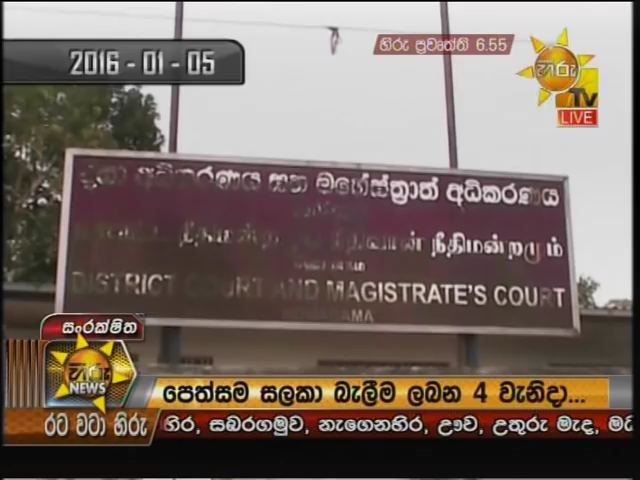 2016 - 01 - 05
හිරු ප්‍රවෘත්ති 6.55
හිරු
TV
LIVE
අධිකරණය සහ මහේස්ත්‍රාත් අධිකරණය
நீதிமன்றமும்
DISTRICT COURT AND MAGISTRATE'S COURT
සංරක්ෂිත
හිරු
NEWS
පෙත්සම සලකා බැලීම ලබන 4 වැනිදා...
රට වටා හිරු
හිර, සබරගමුව, නැගෙනහිර, ඌව, උතුරු මැද,